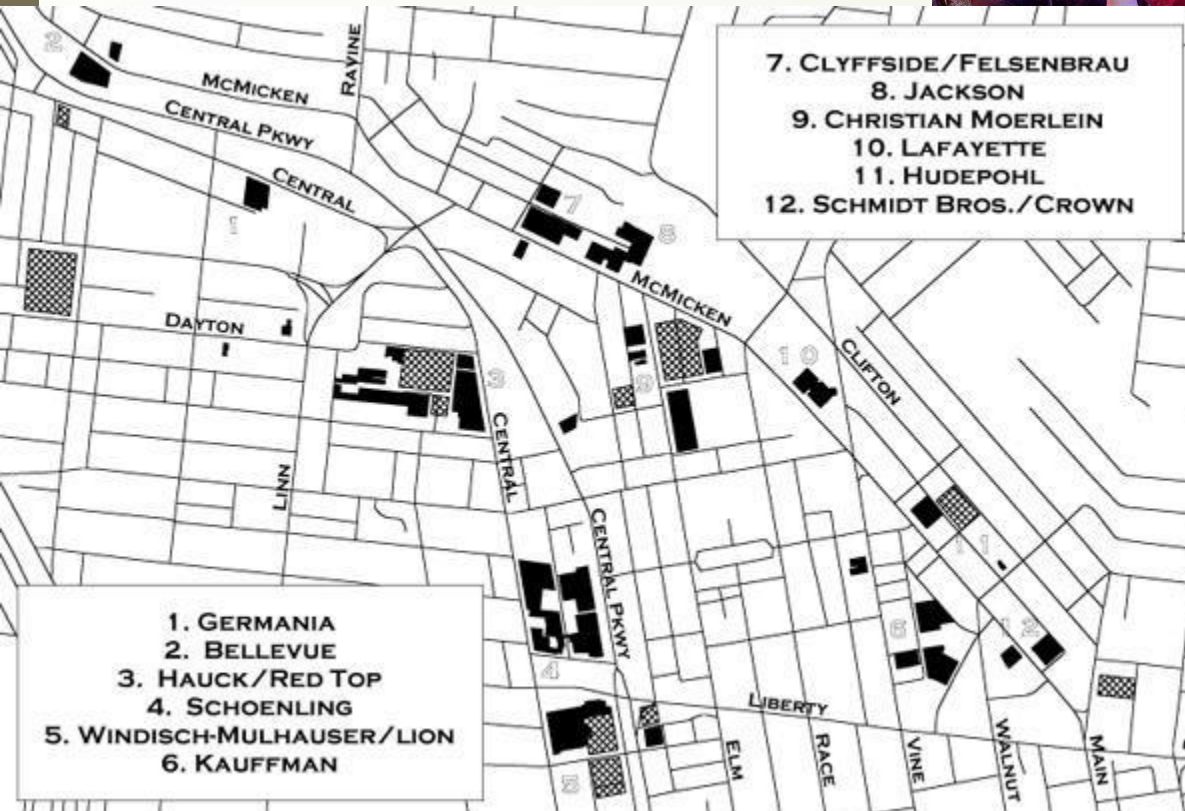 2
RAVINE
MCMICKEN
CENTRAL PKWY
CENTRAL
1
7. CLYFFSIDE/FELSENBRAU
8. JACKSON
9. CHRISTIAN MOERLEIN
10. LAFAYETTE
11. HUDEPOHL
12. SCHMIDT BROS./CROWN
7
8
MCMICKEN
DAYTON
3
9
10
CLIFTON
LINN
CENTRAL
CENTRAL PKWY
11
6
12
4
LIBERTY
5
ELM
RACE
VINE
WALNUT
MAIN
1. GERMANIA
2. BELLEVUE
3. HAUCK/RED TOP
4. SCHOENLING
5. WINDISCH-MULHAUSER/LION
6. KAUFFMAN